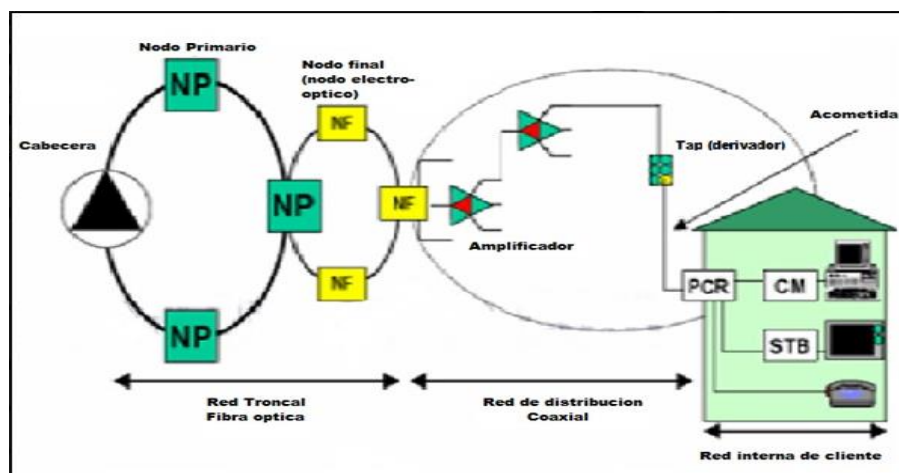 Nodo Primario
NP
Nodo final
(nodo electro-
optico)
NF
Cabecera
Acometida
Tap (derivador)
NP
NF
Amplificador
NF
PCR
CM
NP
STB
Red Troncal
Fibra optica
Red de distribucion
Coaxial
Red interna de cliente